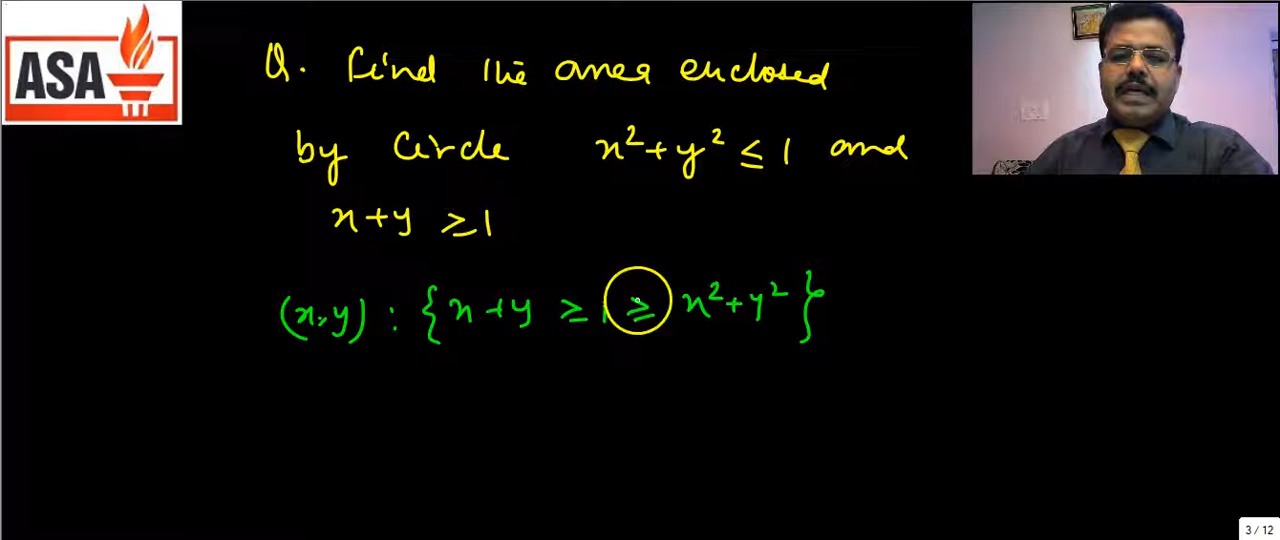 ASA
Q. Find the area enclosed
by Circle x² + y² ≤ 1 and
x + y ≥ 1
(x, y) : { x + y ≥ 1 ≥ x² + y² }
3 / 12